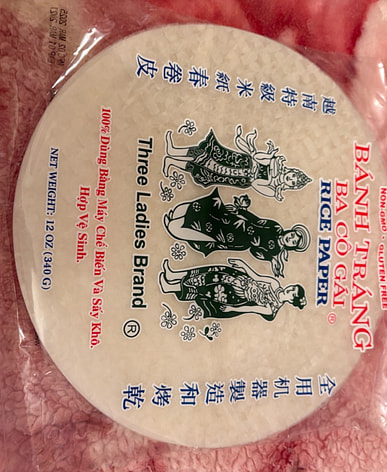 NON GMO - GLUTEN FREE
BÁNH TRÁNG
BA CÔ GÁI ®
RICE PAPER
越南特級米紙春卷皮
全用机器製造和烤乾
Three Ladies Brand ®
100% Dùng Bằng Máy Chế Biến Và Sấy Khô.
Hợp Vệ Sinh.
NET WEIGHT: 12 OZ. (340 G)